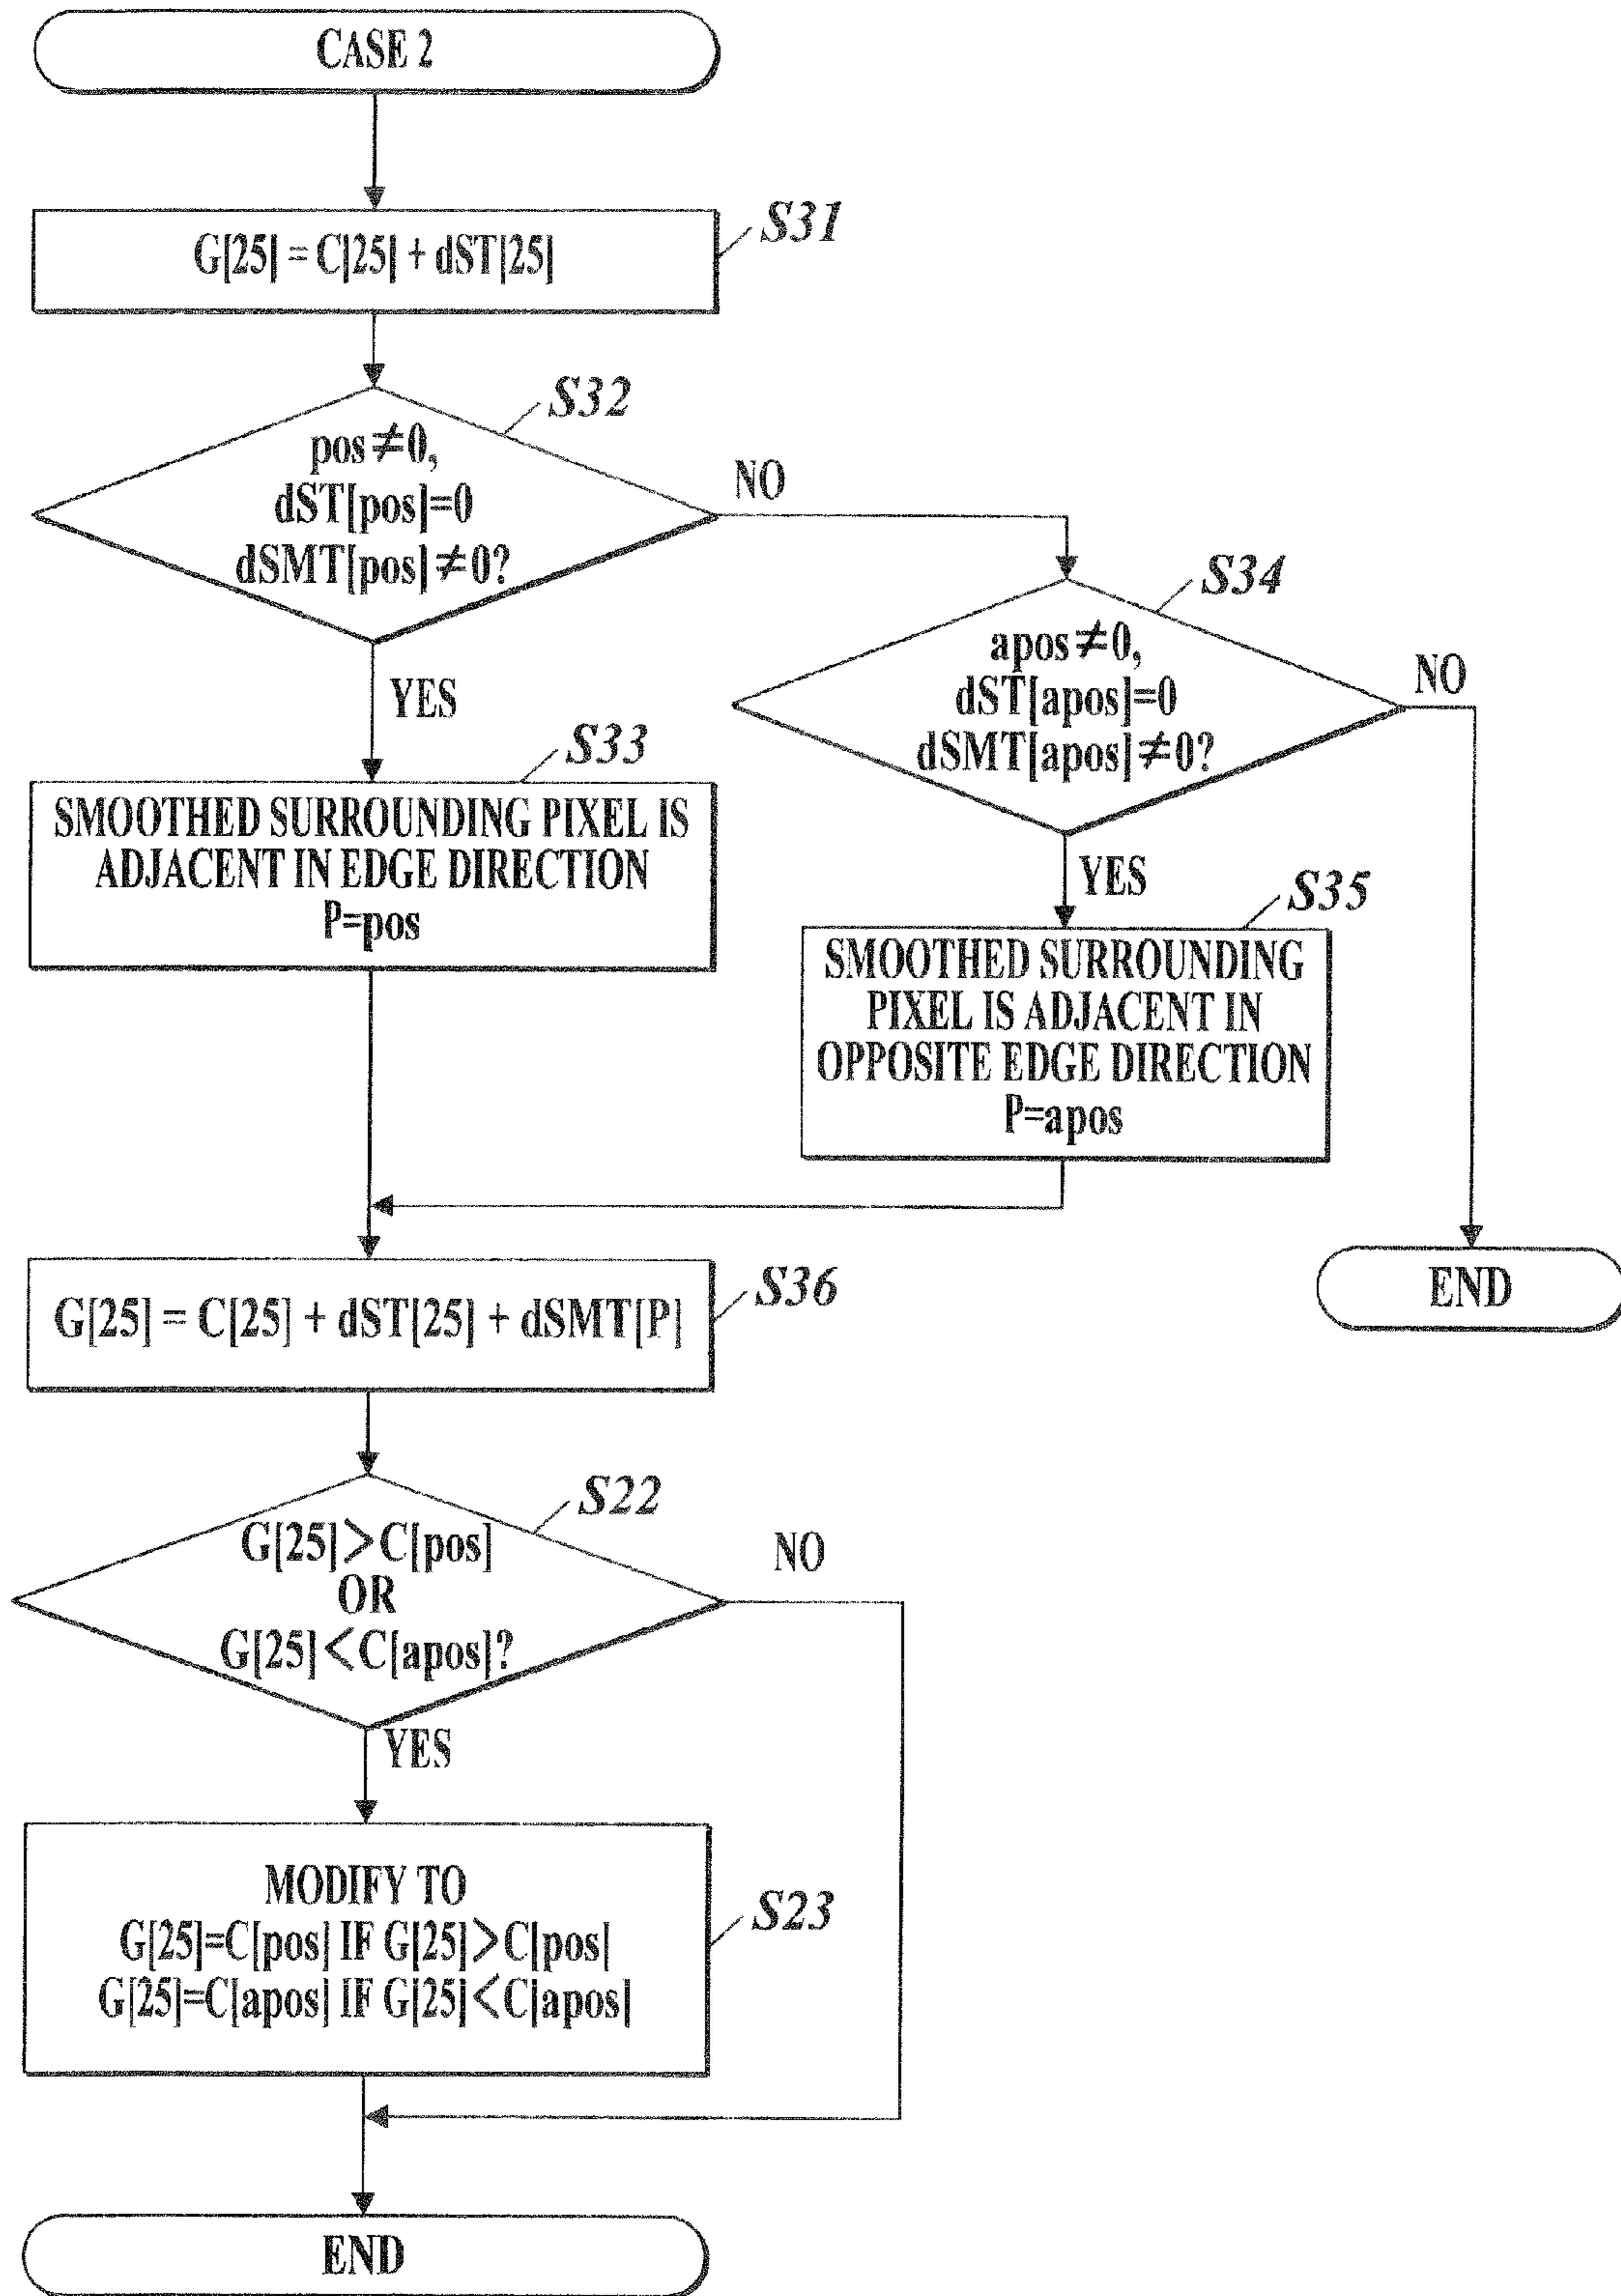 CASE 2
S31
G[25] = C[25] + dST[25]
S32
pos≠0,
dST[pos]=0
dSMT[pos]≠0?
NO
YES
S34
apos≠0,
dST[apos]=0
dSMT[apos]≠0?
NO
YES
S33
SMOOTHED SURROUNDING PIXEL IS
ADJACENT IN EDGE DIRECTION
P=pos
S35
SMOOTHED SURROUNDING
PIXEL IS ADJACENT IN
OPPOSITE EDGE DIRECTION
P=apos
END
S36
G[25] = C[25] + dST[25] + dSMT[P]
S22
G[25]>C[pos]
OR
G[25]<C[apos]?
NO
YES
S23
MODIFY TO
G[25]=C[pos] IF G[25]>C[pos]
G[25]=C[apos] IF G[25]<C[apos]
END